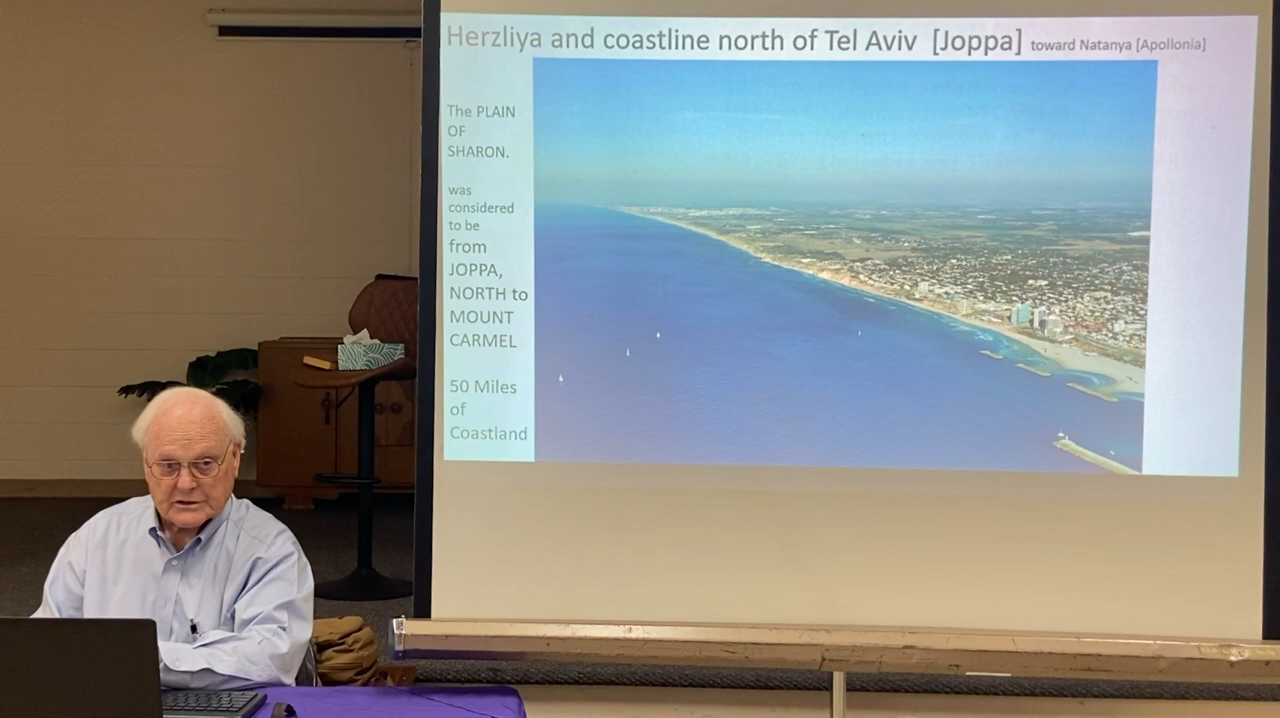 Herzliya and coastline north of Tel Aviv [Joppa] toward Natanya [Apollonia]
The PLAIN
OF
SHARON.
was
considered
to be
from
JOPPA,
NORTH to
MOUNT
CARMEL
50 Miles
of
Coastland